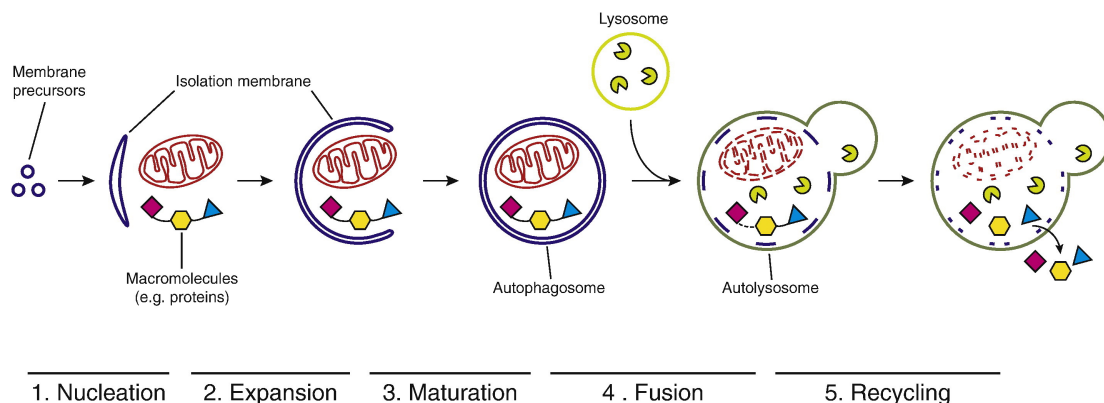 Lysosome
Membrane
precursors
Isolation membrane
Macromolecules
(e.g. proteins)
Autophagosome
Autolysosome
1. Nucleation
2. Expansion
3. Maturation
4 . Fusion
5. Recycling